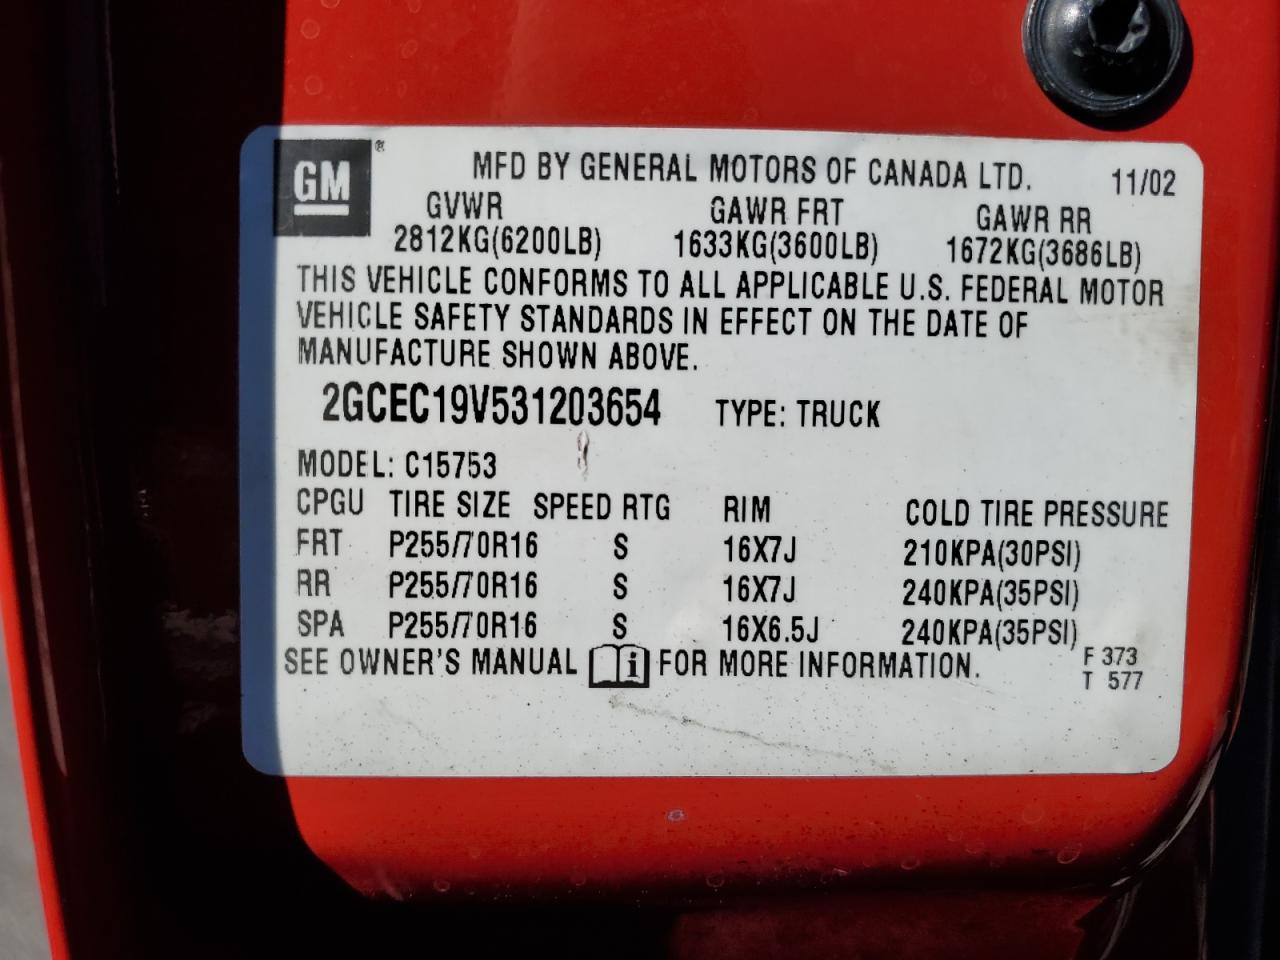 GM ® MFD BY GENERAL MOTORS OF CANADA LTD. 11/02
GVWR GAWR FRT GAWR RR
2812KG(6200LB) 1633KG(3600LB) 1672KG(3686LB)
THIS VEHICLE CONFORMS TO ALL APPLICABLE U.S. FEDERAL MOTOR
VEHICLE SAFETY STANDARDS IN EFFECT ON THE DATE OF
MANUFACTURE SHOWN ABOVE.
2GCEC19V531203654 TYPE: TRUCK
MODEL: C15753
CPGU TIRE SIZE SPEED RTG RIM COLD TIRE PRESSURE
FRT P255/70R16 S 16X7J 210KPA(30PSI)
RR P255/70R16 S 16X7J 240KPA(35PSI)
SPA P255/70R16 S 16X6.5J 240KPA(35PSI)
SEE OWNER'S MANUAL i FOR MORE INFORMATION. F 373
T 577